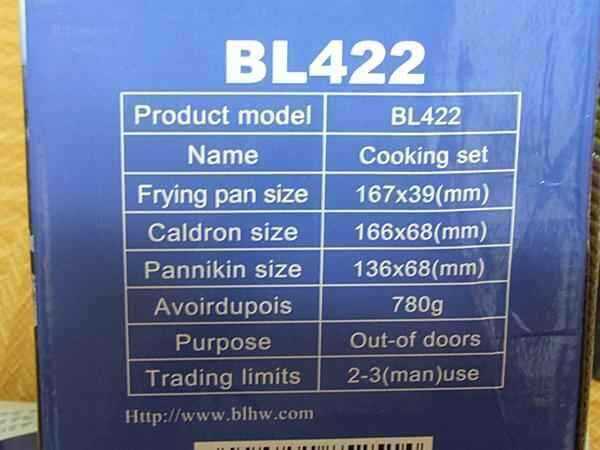 BL422
Product model BL422
Name Cooking set
Frying pan size 167x39(mm)
Caldron size 166x68(mm)
Pannikin size 136x68(mm)
Avoirdupois 780g
Purpose Out-of doors
Trading limits 2-3(man)use
Http://www.blhw.com